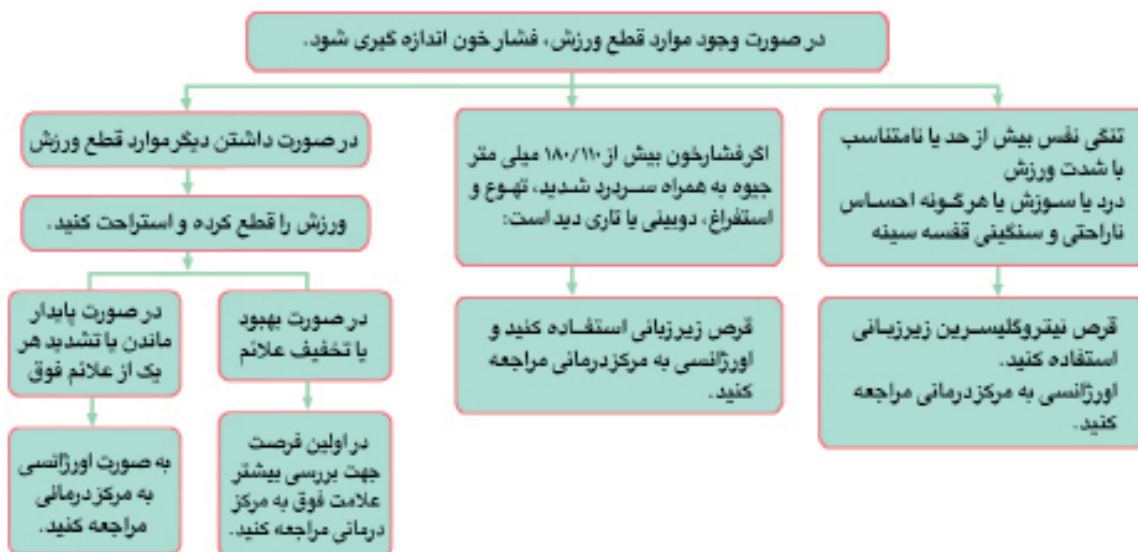 در صورت وجود موارد قطع ورزش، فشار خون اندازه گیری شود.
تنگی نفس بیش از حد یا نامتناسب
با شدت ورزش
درد یا سوزش یا هر گونه احساس
ناراحتی و سنگینی قفسه سینه
قرص نیتروگلیسرین زیرزبانی
استفاده کنید.
اورژانسی به مرکز درمانی مراجعه
کنید.
اگر فشارخون بیش از ۱۸۰/۱۱۰ میلی متر
جیوه به همراه سردرد شدید، تهوع و
استفراغ، دوبینی یا تاری دید است:
قرص زیرزبانی استفاده کنید و
اورژانسی به مرکز درمانی مراجعه
کنید.
در صورت داشتن دیگر موارد قطع ورزش
ورزش را قطع کرده و استراحت کنید.
در صورت بهبود
یا تخفیف علائم
در اولین فرصت
جهت بررسی بیشتر
علامت فوق به مرکز
درمانی مراجعه کنید.
در صورت پایدار
ماندن یا تشدید هر
یک از علائم فوق
به صورت اورژانسی
به مرکز درمانی
مراجعه کنید.